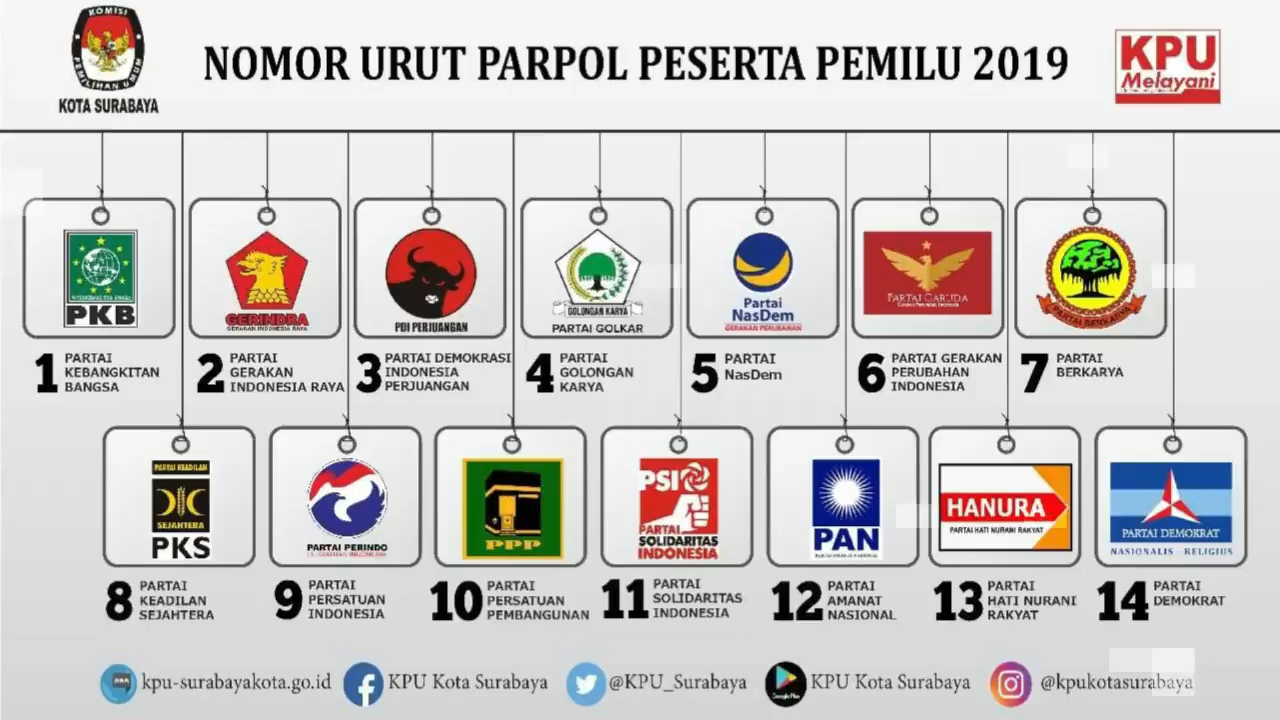 KOMISI
PEMILIHAN UMUM
KOTA SURABAYA
NOMOR URUT PARPOL PESERTA PEMILU 2019
KPU
Melayani
PKB
GERINDRA
GERAKAN INDONESIA RAYA
PDI PERJUANGAN
GOLONGAN KARYA
PARTAI GOLKAR
Partai
NasDem
GERAKAN PERUBAHAN
PARTAI GARUDA
PARTAI BERKARYA
1 PARTAI
KEBANGKITAN
BANGSA
2 PARTAI
GERAKAN
INDONESIA RAYA
3 PARTAI DEMOKRASI
INDONESIA
PERJUANGAN
4 PARTAI
GOLONGAN
KARYA
5 PARTAI
NasDem
6 PARTAI GERAKAN
PERUBAHAN
INDONESIA
7 PARTAI
BERKARYA
PARTAI KEADILAN
SEJAHTERA
PKS
PARTAI PERINDO
PPP
PSI
PARTAI
SOLIDARITAS
INDONESIA
PAN
HANURA
PARTAI HATI NURANI RAKYAT
PARTAI DEMOKRAT
NASIONALIS - RELIGIUS
8 PARTAI
KEADILAN
SEJAHTERA
9 PARTAI
PERSATUAN
INDONESIA
10 PARTAI
PERSATUAN
PEMBANGUNAN
11 PARTAI
SOLIDARITAS
INDONESIA
12 PARTAI
AMANAT
NASIONAL
13 PARTAI
HATI NURANI
RAKYAT
14 PARTAI
DEMOKRAT
kpu-surabayakota.go.id
KPU Kota Surabaya
@KPU_Surabaya
Google Play
KPU Kota Surabaya
@kpukotasurabaya